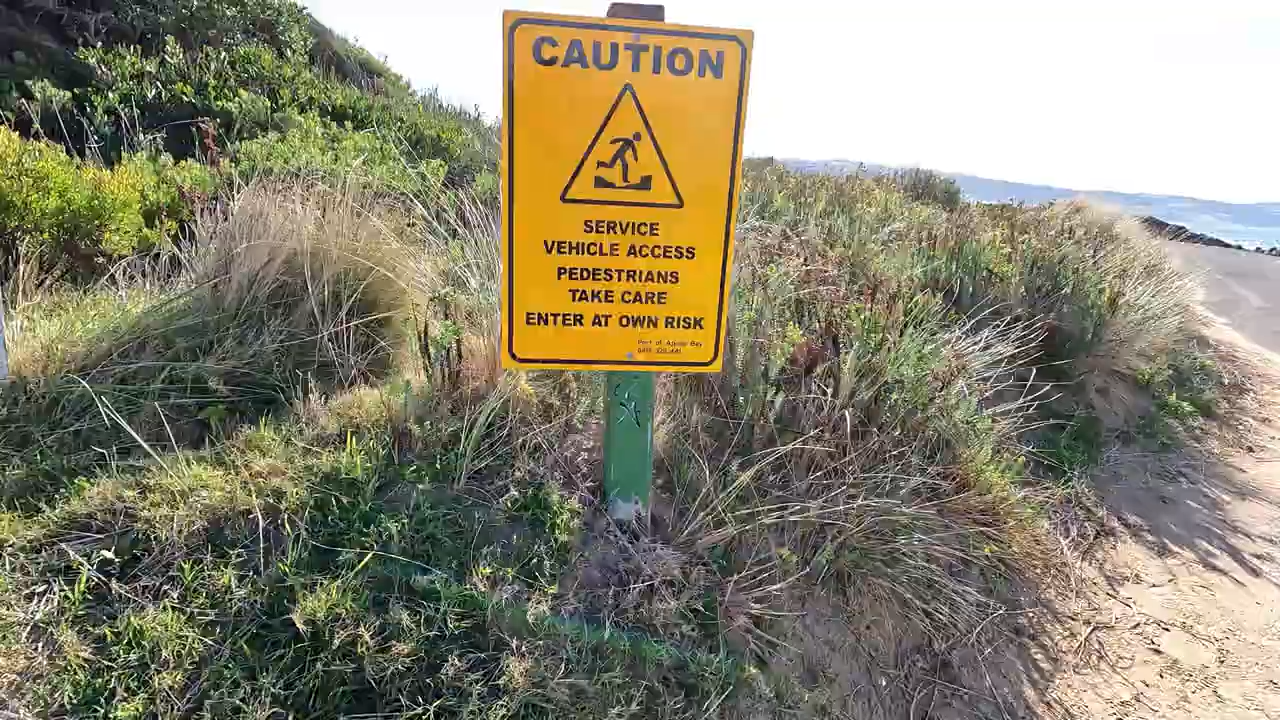 CAUTION
SERVICE
VEHICLE ACCESS
PEDESTRIANS
TAKE CARE
ENTER AT OWN RISK
Port of Apollo Bay